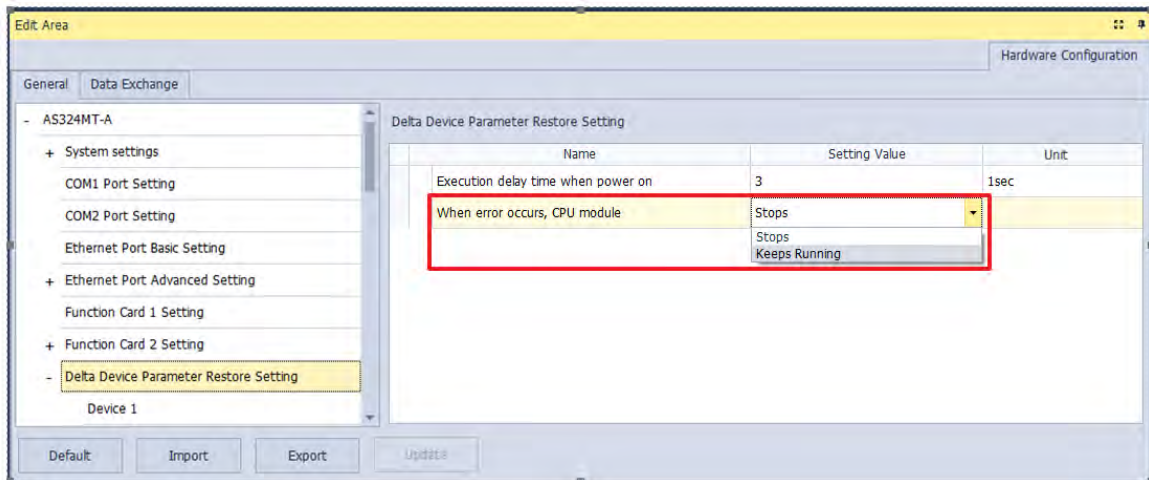 Edit Area
Hardware Configuration
General Data Exchange
- AS324MT-A
+ System settings
COM1 Port Setting
COM2 Port Setting
Ethernet Port Basic Setting
+ Ethernet Port Advanced Setting
Function Card 1 Setting
+ Function Card 2 Setting
- Delta Device Parameter Restore Setting
Device 1
Delta Device Parameter Restore Setting
Name Setting Value Unit
Execution delay time when power on 3 1sec
When error occurs, CPU module Stops
Stops
Keeps Running
Default Import Export Update